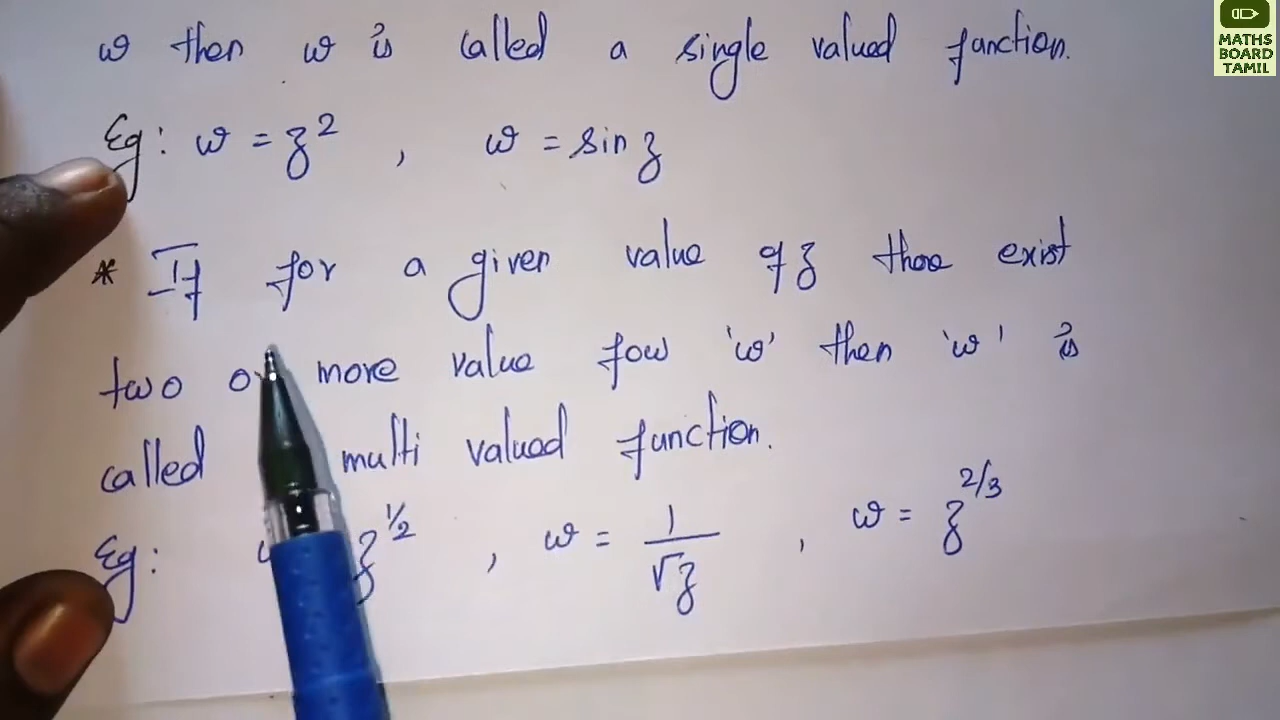 w then w is called a single valued function.
Eg: w = z², w = sin z
* If for a given value of z there exist
two or more value for 'w' then 'w' is
called multi valued function.
Eg: z^1/2, w = 1/√z, w = z^2/3
MATHS
BOARD
TAMIL